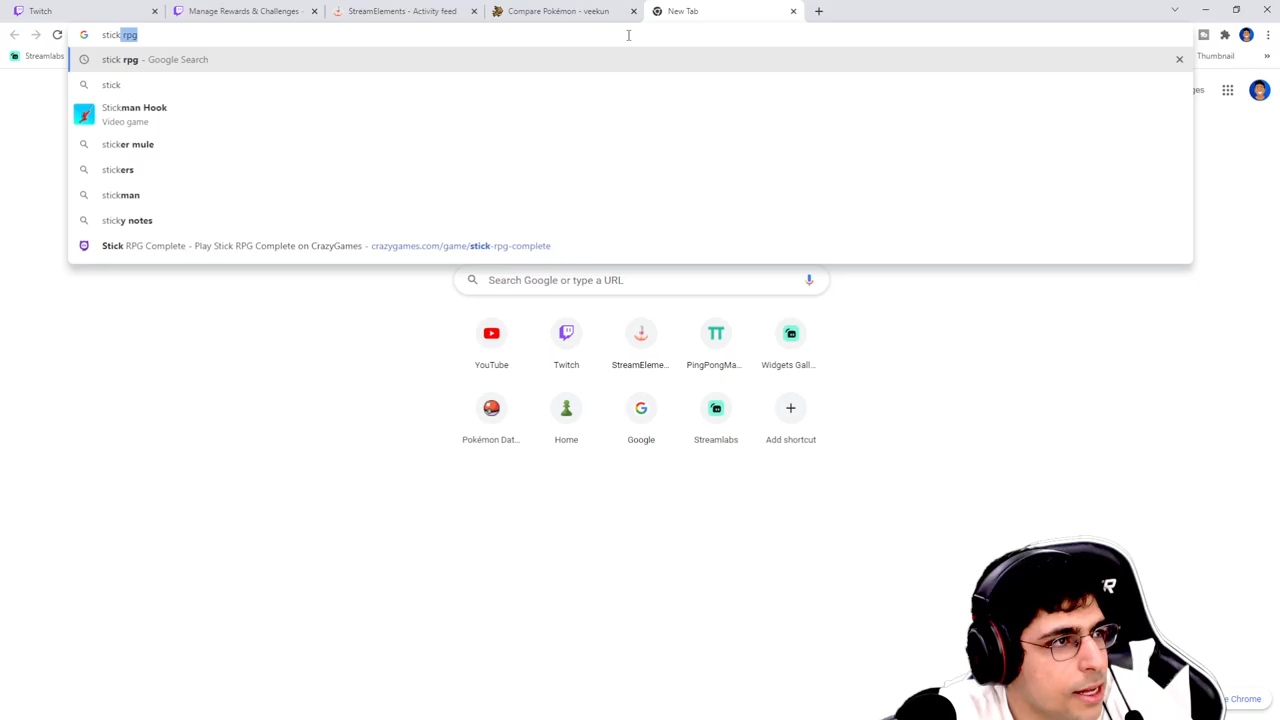 Twitch
Manage Rewards & Challenges -
StreamElements - Activity feed
Compare Pokémon - veekun
New Tab
stick rpg
Streamlabs
Thumbnail
stick rpg - Google Search
stick
Stickman Hook
Video game
sticker mule
stickers
stickman
sticky notes
Stick RPG Complete - Play Stick RPG Complete on CrazyGames - crazygames.com/game/stick-rpg-complete
Search Google or type a URL
YouTube
Twitch
StreamEleme...
PingPongMa...
Widgets Gall...
Pokémon Dat...
Home
Google
Streamlabs
Add shortcut
Chrome